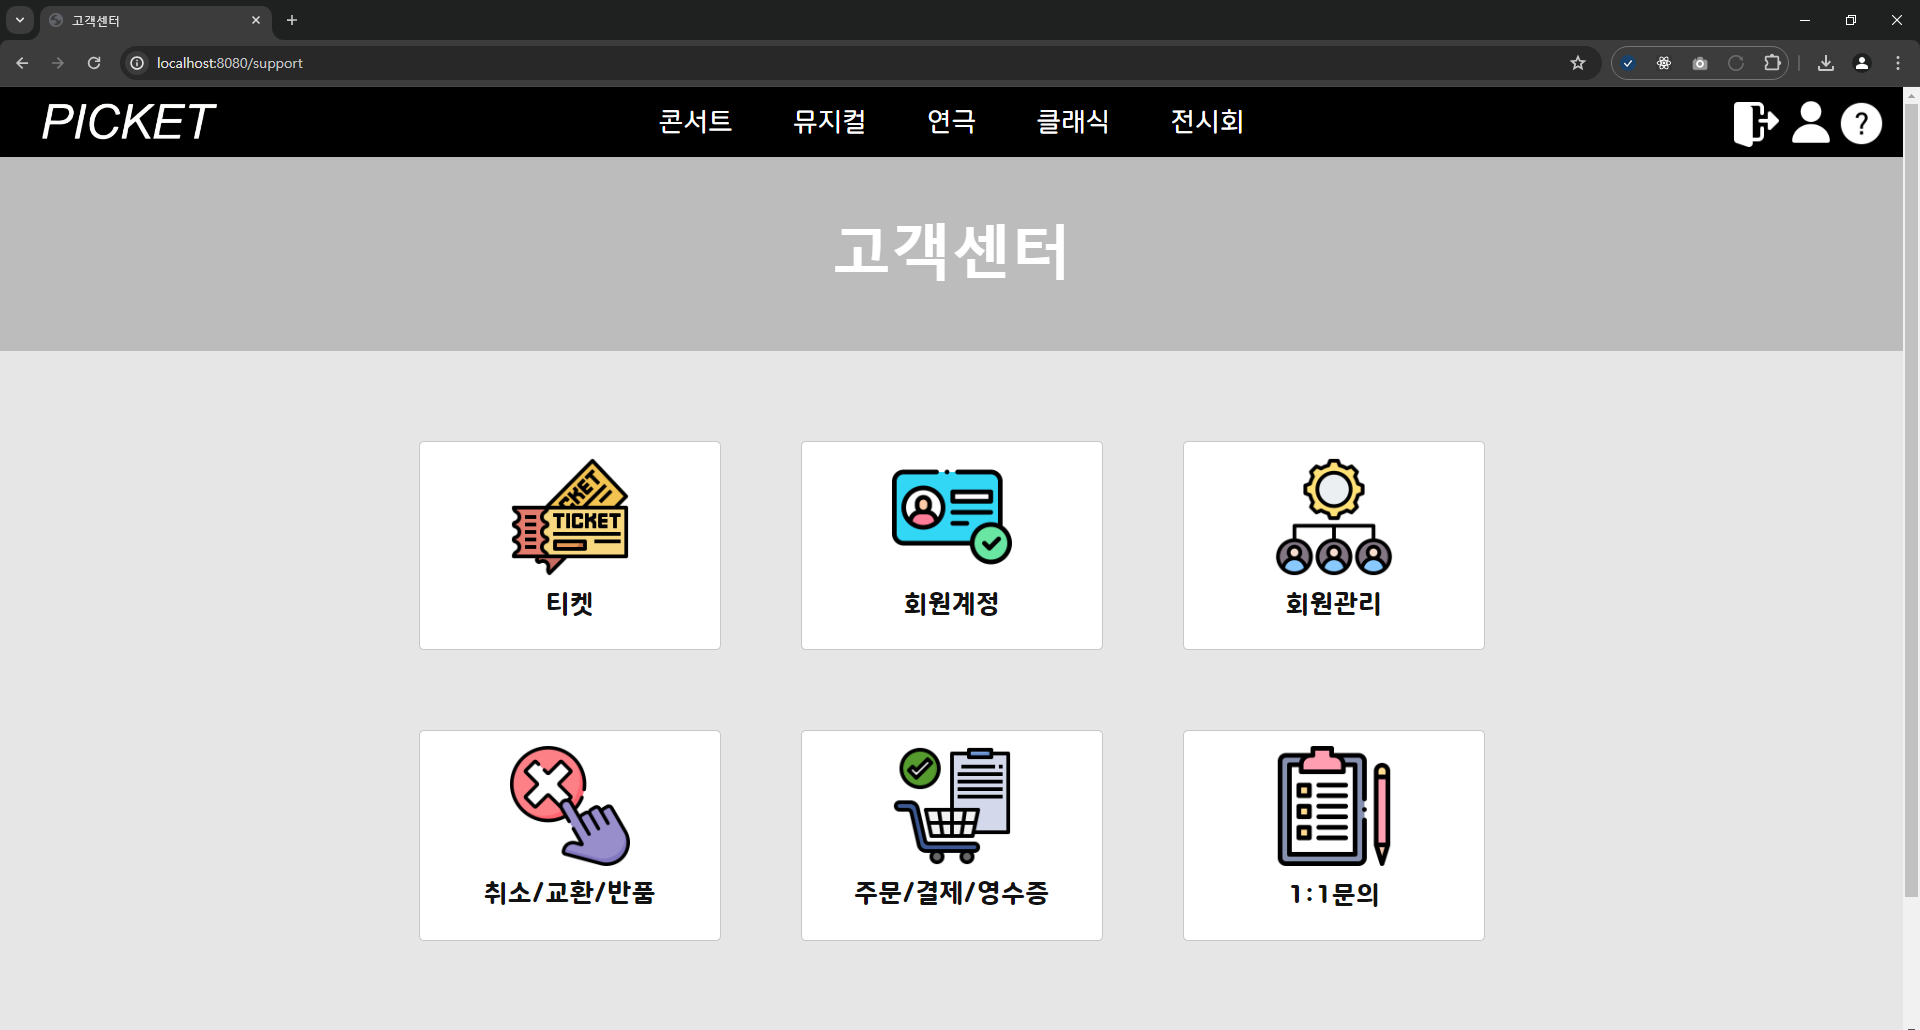 고객센터
localhost:8080/support
PICKET
콘서트 뮤지컬 연극 클래식 전시회
?
고객센터
CKET
TICKET
티켓
회원계정
회원관리
취소/교환/반품
주문/결제/영수증
1:1문의